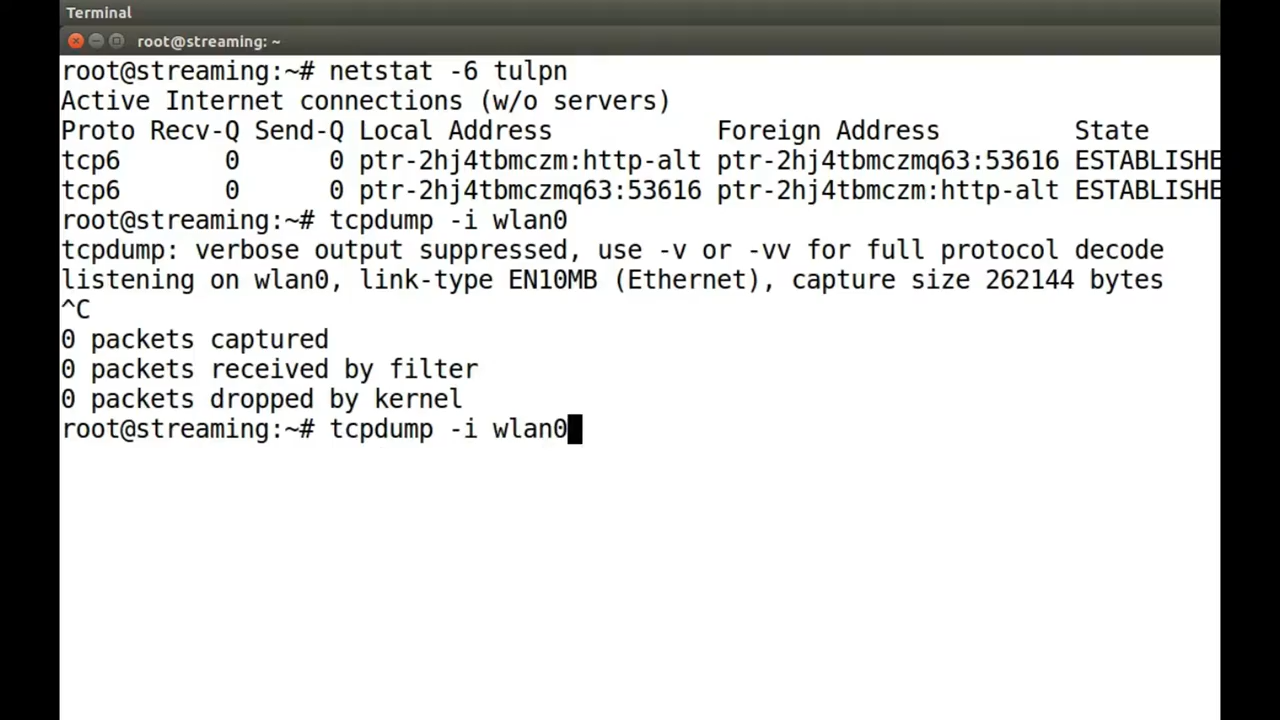 Terminal
root@streaming: ~
root@streaming:~# netstat -6 tulpn
Active Internet connections (w/o servers)
Proto Recv-Q Send-Q Local Address Foreign Address State
tcp6 0 0 ptr-2hj4tbmczm:http-alt ptr-2hj4tbmczmq63:53616 ESTABLISHE
tcp6 0 0 ptr-2hj4tbmczmq63:53616 ptr-2hj4tbmczm:http-alt ESTABLISHE
root@streaming:~# tcpdump -i wlan0
tcpdump: verbose output suppressed, use -v or -vv for full protocol decode
listening on wlan0, link-type EN10MB (Ethernet), capture size 262144 bytes
^C
0 packets captured
0 packets received by filter
0 packets dropped by kernel
root@streaming:~# tcpdump -i wlan0